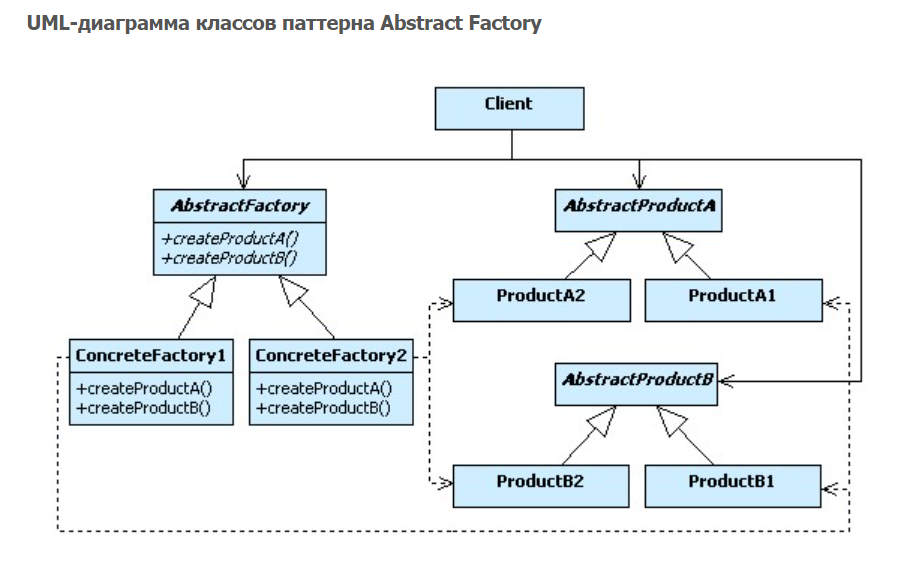 UML-диаграмма классов паттерна Abstract Factory
Client
AbstractFactory
+createProductA()
+createProductB()
AbstractProductA
ProductA2
ProductA1
ConcreteFactory1
+createProductA()
+createProductB()
ConcreteFactory2
+createProductA()
+createProductB()
AbstractProductB
ProductB2
ProductB1